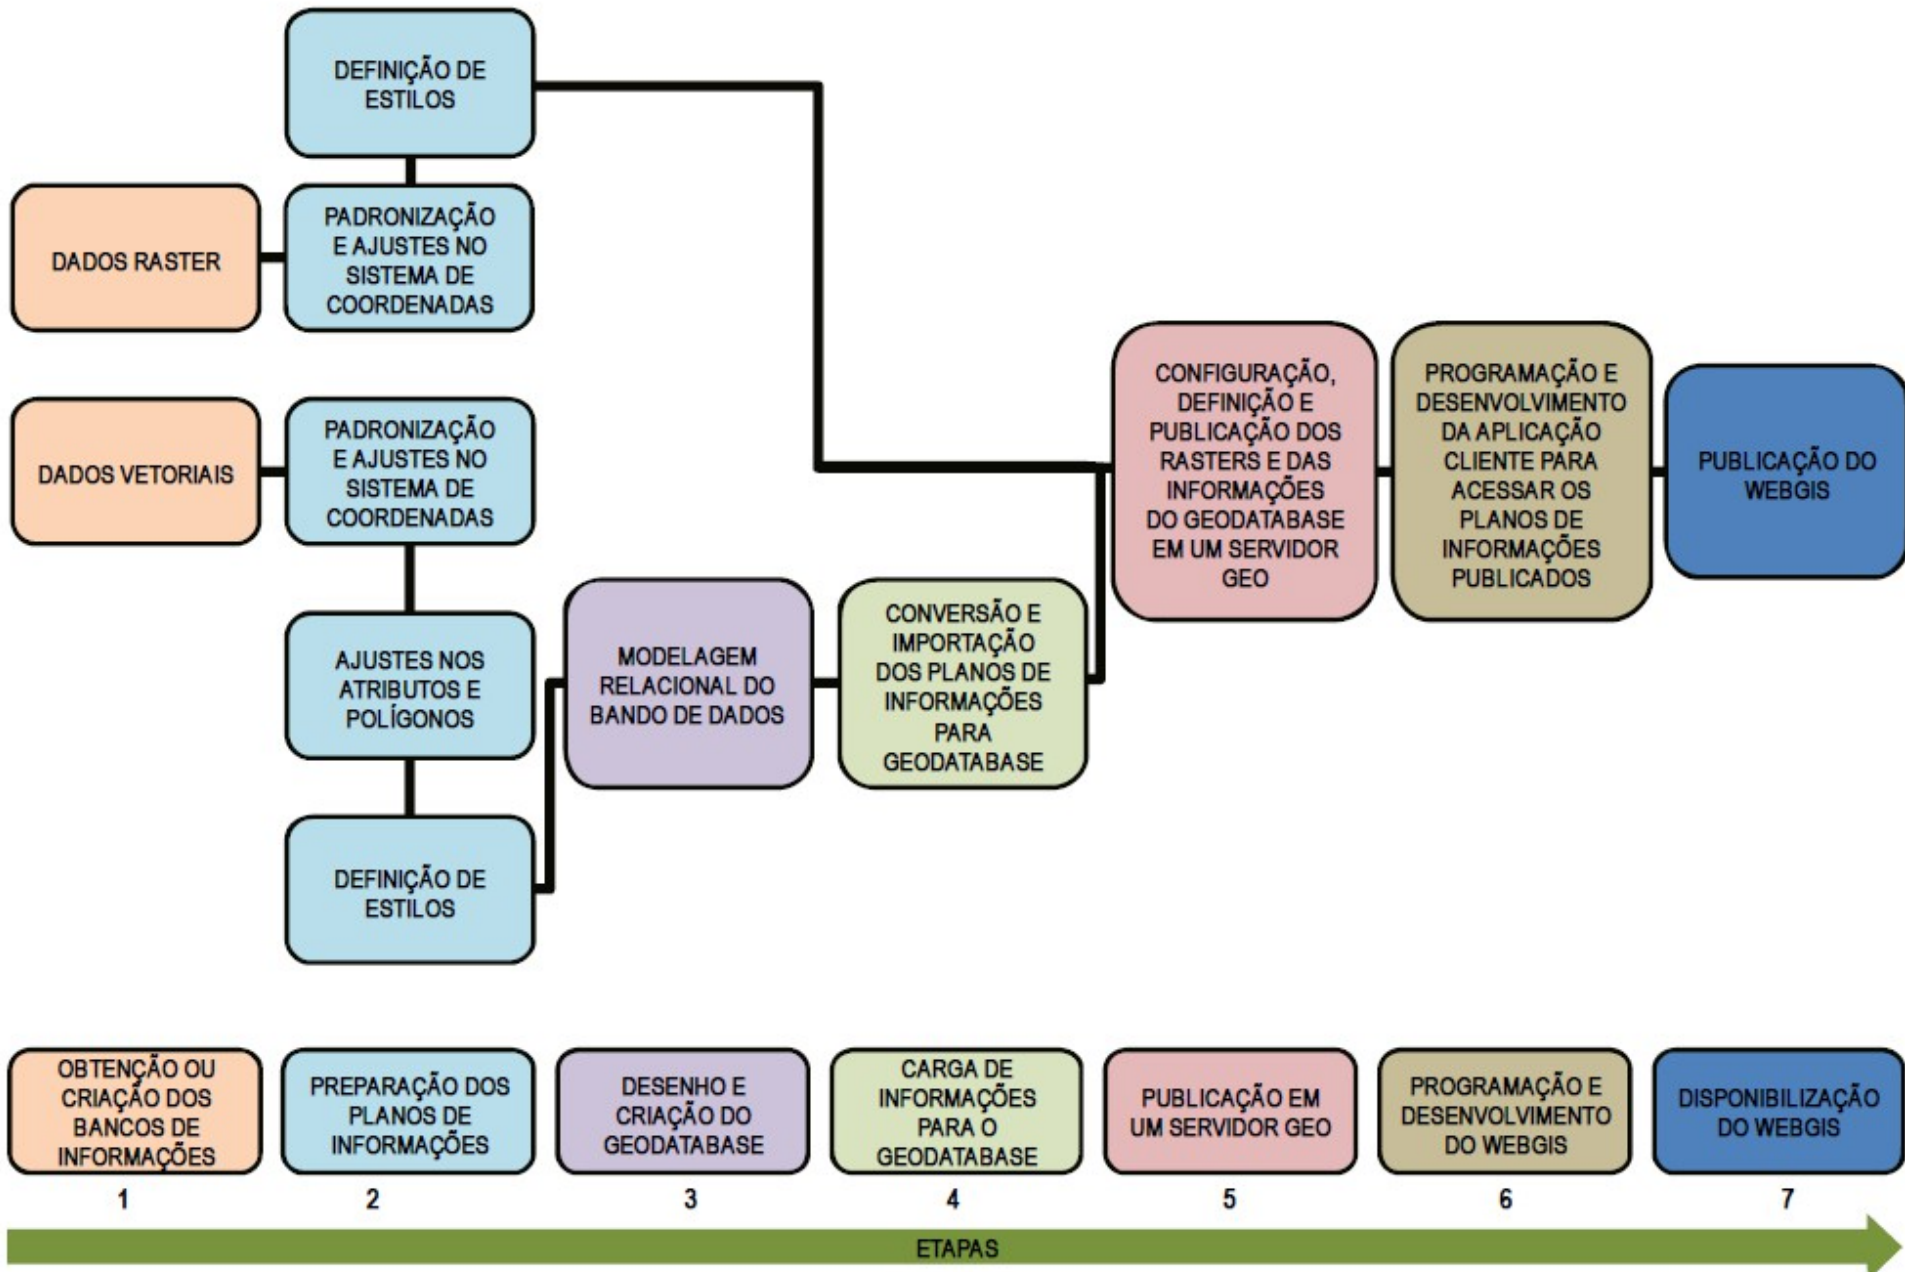 DEFINIÇÃO DE
ESTILOS
DADOS RASTER
PADRONIZAÇÃO
E AJUSTES NO
SISTEMA DE
COORDENADAS
DADOS VETORIAIS
PADRONIZAÇÃO
E AJUSTES NO
SISTEMA DE
COORDENADAS
AJUSTES NOS
ATRIBUTOS E
POLÍGONOS
DEFINIÇÃO DE
ESTILOS
MODELAGEM
RELACIONAL DO
BANDO DE DADOS
CONVERSÃO E
IMPORTAÇÃO
DOS PLANOS DE
INFORMAÇÕES
PARA
GEODATABASE
CONFIGURAÇÃO,
DEFINIÇÃO E
PUBLICAÇÃO DOS
RASTERS E DAS
INFORMAÇÕES
DO GEODATABASE
EM UM SERVIDOR
GEO
PROGRAMAÇÃO E
DESENVOLVIMENTO
DA APLICAÇÃO
CLIENTE PARA
ACESSAR OS
PLANOS DE
INFORMAÇÕES
PUBLICADOS
PUBLICAÇÃO DO
WEBGIS
OBTENÇÃO OU
CRIAÇÃO DOS
BANCOS DE
INFORMAÇÕES
PREPARAÇÃO DOS
PLANOS DE
INFORMAÇÕES
DESENHO E
CRIAÇÃO DO
GEODATABASE
CARGA DE
INFORMAÇÕES
PARA O
GEODATABASE
PUBLICAÇÃO EM
UM SERVIDOR GEO
PROGRAMAÇÃO E
DESENVOLVIMENTO
DO WEBGIS
DISPONIBILIZAÇÃO
DO WEBGIS
1 2 3 4 5 6 7
ETAPAS